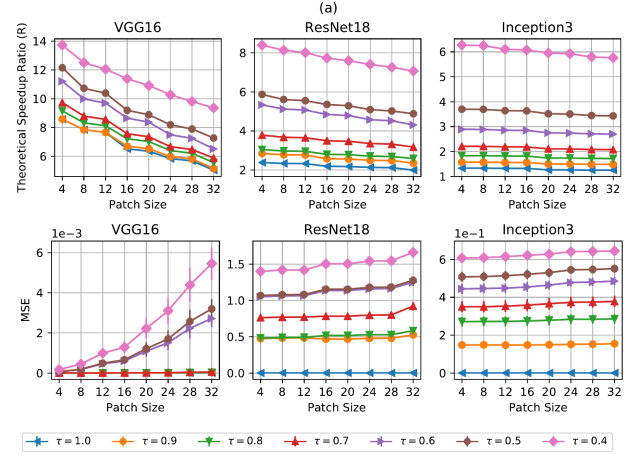 (a)
VGG16 ResNet18 Inception3
Theoretical Speedup Ratio (R)
14 12 10 8 6
8 6 4 2
6 5 4 3 2 1
4 8 12 16 20 24 28 32 4 8 12 16 20 24 28 32 4 8 12 16 20 24 28 32
Patch Size Patch Size Patch Size
1e−3 VGG16 ResNet18 1e−1 Inception3
MSE
6 3 0
1.5 1.0 0.5 0.0
6 4 2 0
4 8 12 16 20 24 28 32 4 8 12 16 20 24 28 32 4 8 12 16 20 24 28 32
Patch Size Patch Size Patch Size
τ = 1.0 τ = 0.9 τ = 0.8 τ = 0.7 τ = 0.6 τ = 0.5 τ = 0.4